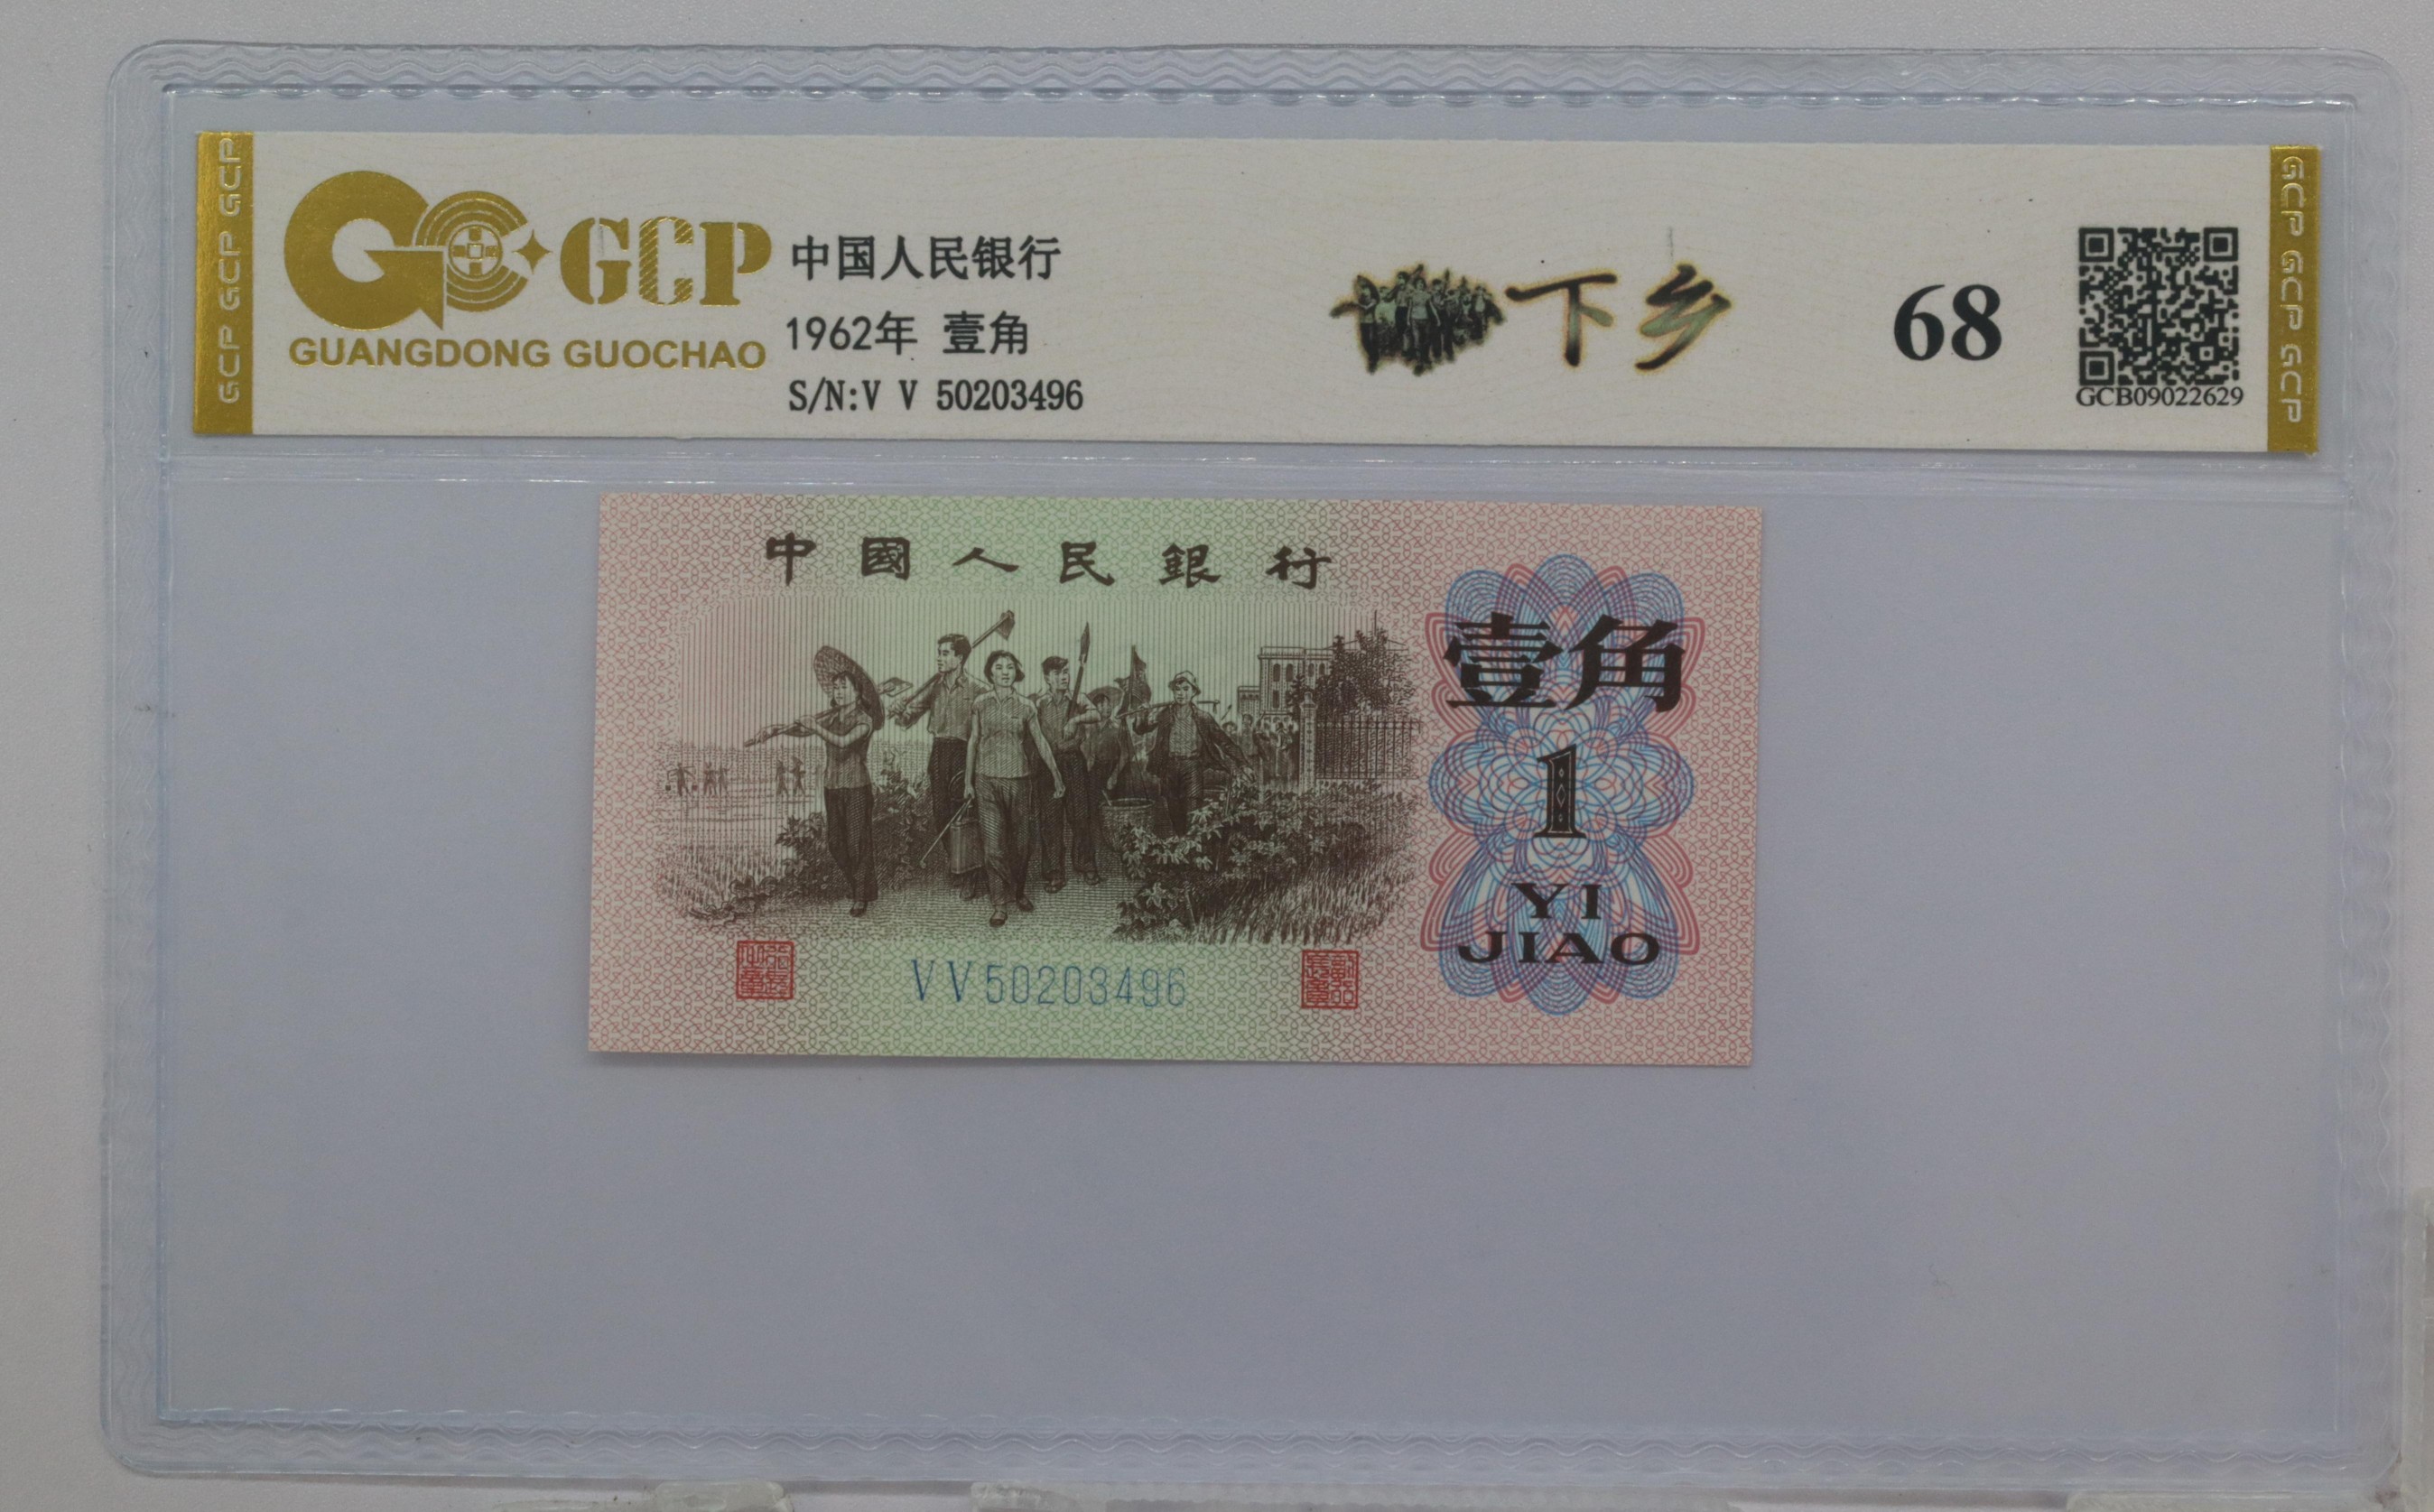 GCP GCP GCP
GCP
GUANGDONG GUOCHAO
中国人民银行
1962年 壹角
S/N:V V 50203496
下乡
68
GCB09022629
GCP GCP GCP
中國人民銀行
壹角
1
YI
JIAO
VV50203496